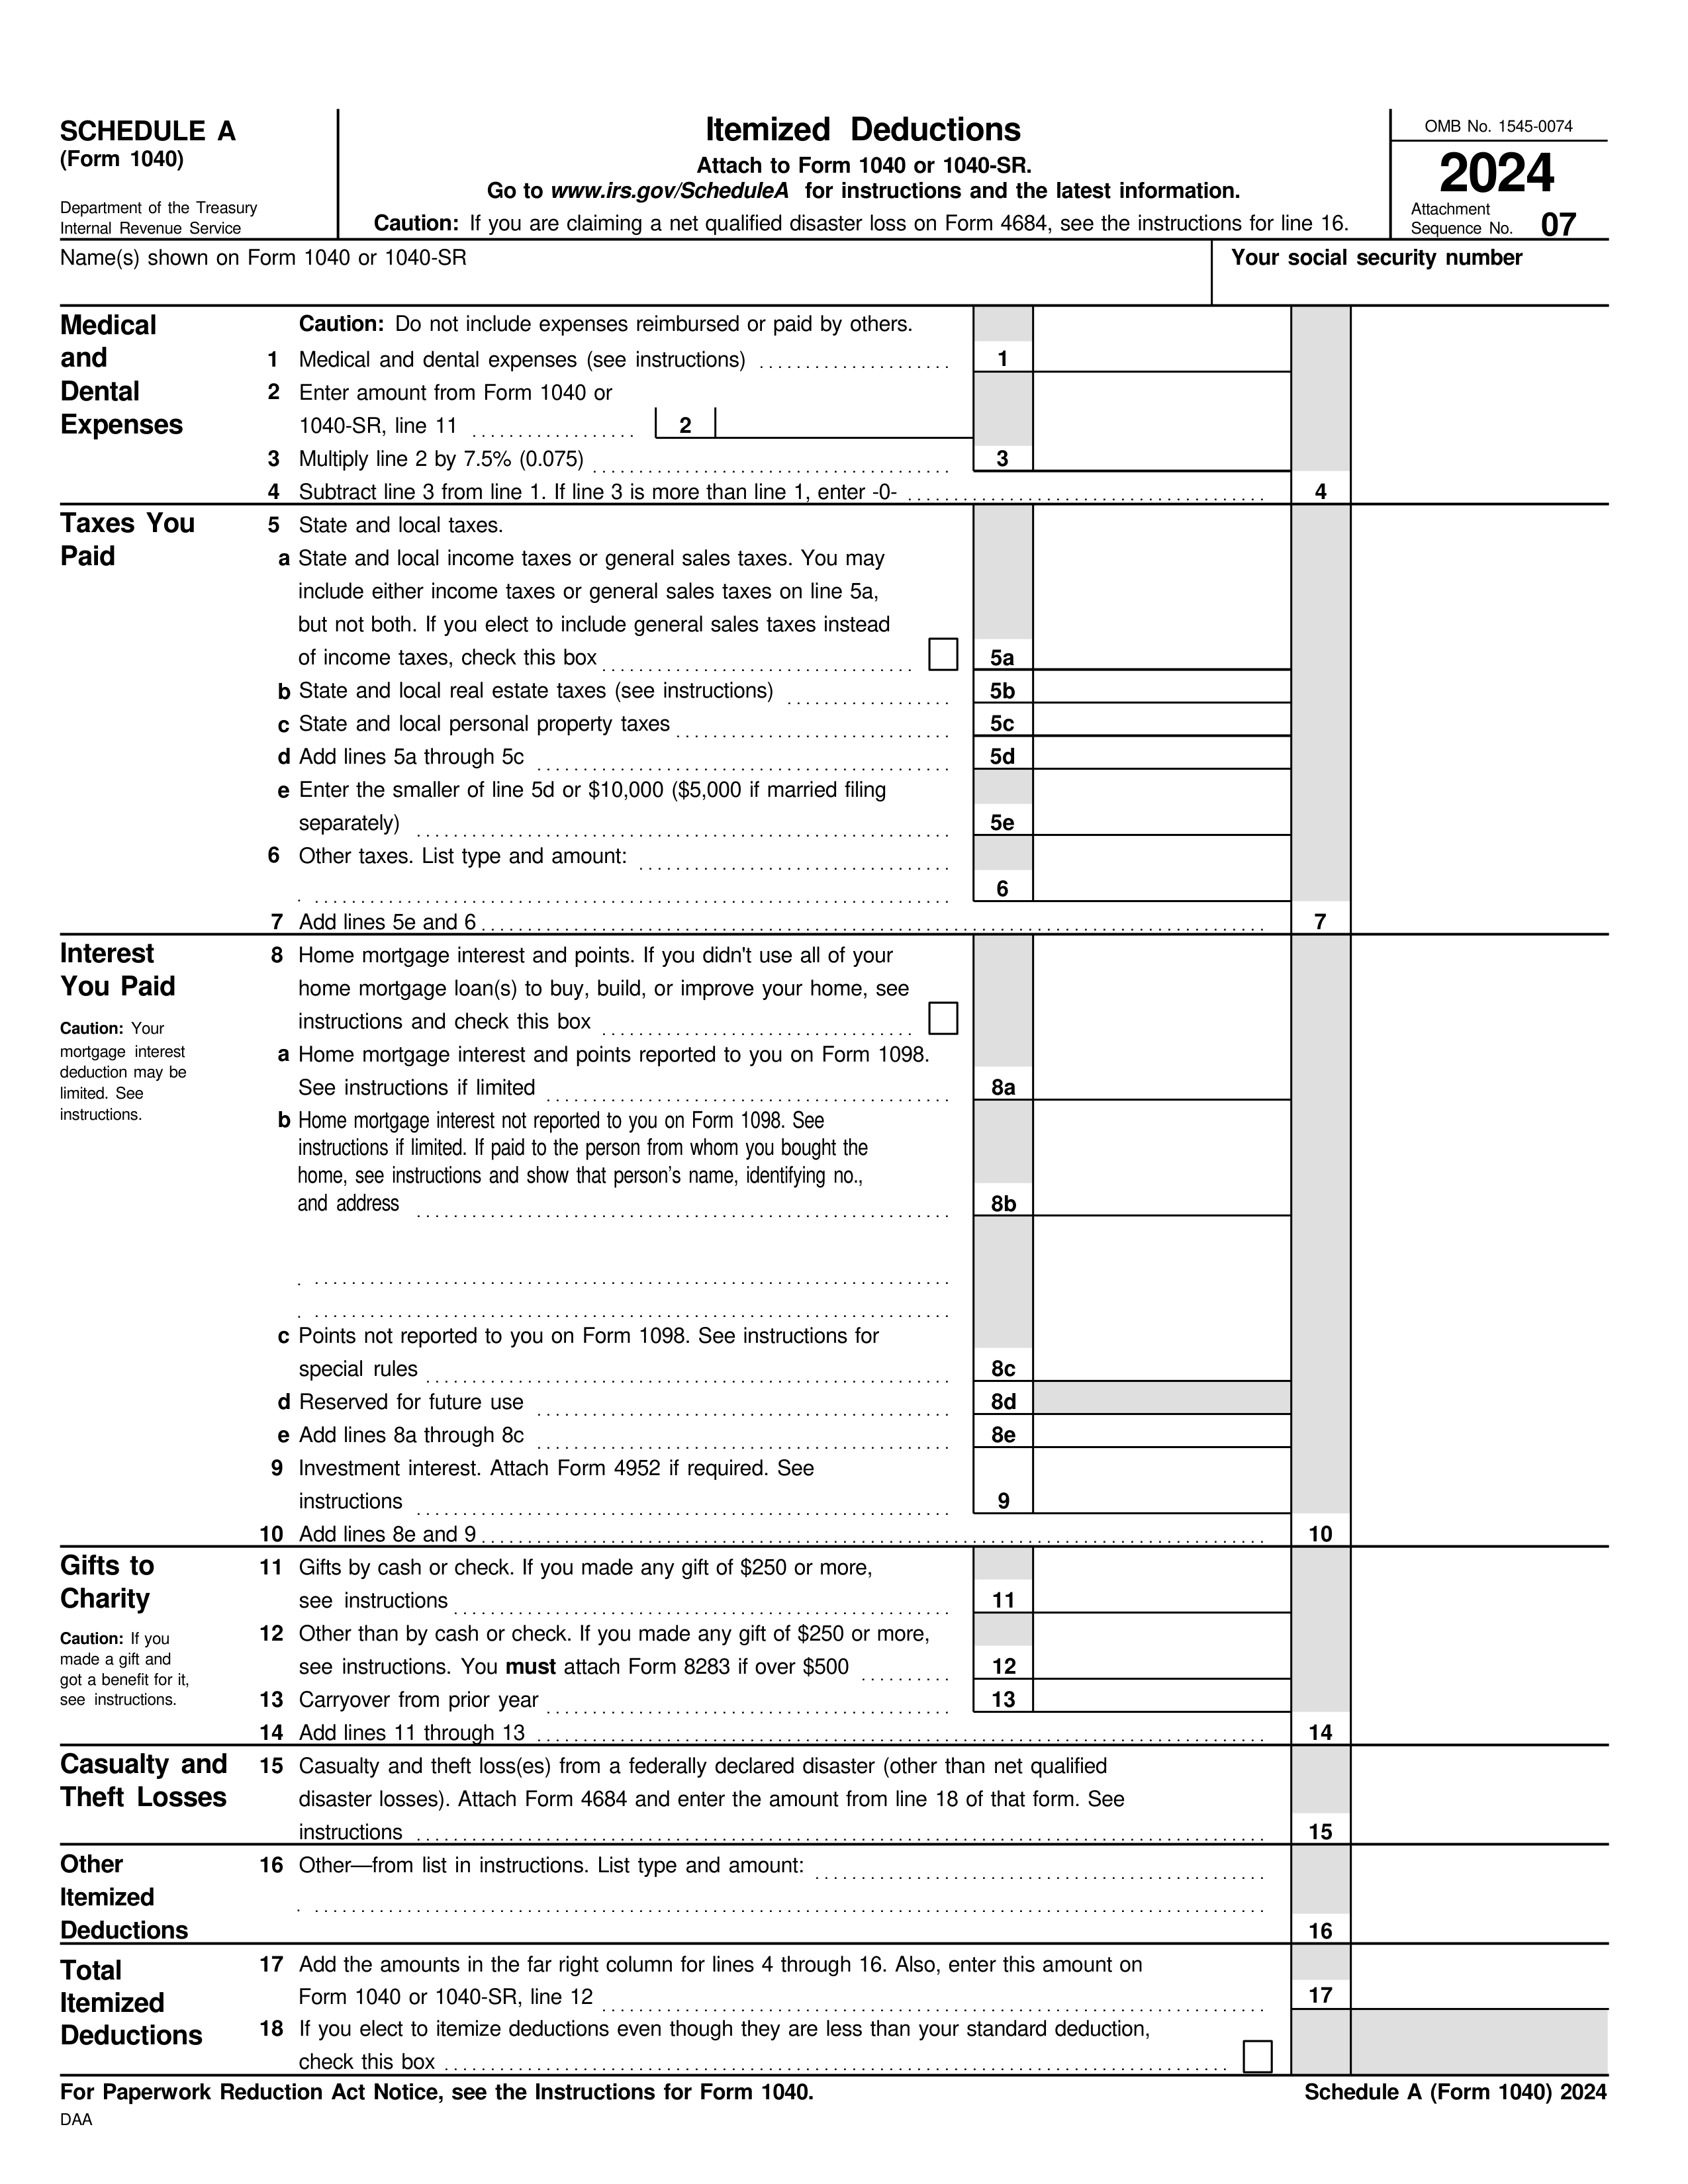 SCHEDULE A
(Form 1040)
Department of the Treasury
Internal Revenue Service
Itemized Deductions
Attach to Form 1040 or 1040-SR.
Go to www.irs.gov/ScheduleA for instructions and the latest information.
Caution: If you are claiming a net qualified disaster loss on Form 4684, see the instructions for line 16.
OMB No. 1545-0074
2024
Attachment
Sequence No. 07
Name(s) shown on Form 1040 or 1040-SR
Your social security number
Medical
and
Dental
Expenses
Caution: Do not include expenses reimbursed or paid by others.
1 Medical and dental expenses (see instructions) 1
2 Enter amount from Form 1040 or
1040-SR, line 11 2
3 Multiply line 2 by 7.5% (0.075) 3
4 Subtract line 3 from line 1. If line 3 is more than line 1, enter -0- 4
Taxes You
Paid
5 State and local taxes.
a State and local income taxes or general sales taxes. You may
include either income taxes or general sales taxes on line 5a,
but not both. If you elect to include general sales taxes instead
of income taxes, check this box 5a
b State and local real estate taxes (see instructions) 5b
c State and local personal property taxes 5c
d Add lines 5a through 5c 5d
e Enter the smaller of line 5d or $10,000 ($5,000 if married filing
separately) 5e
6 Other taxes. List type and amount:
6
7 Add lines 5e and 6 7
Interest
You Paid
Caution: Your
mortgage interest
deduction may be
limited. See
instructions.
8 Home mortgage interest and points. If you didn't use all of your
home mortgage loan(s) to buy, build, or improve your home, see
instructions and check this box
a Home mortgage interest and points reported to you on Form 1098.
See instructions if limited 8a
b Home mortgage interest not reported to you on Form 1098. See
instructions if limited. If paid to the person from whom you bought the
home, see instructions and show that person’s name, identifying no.,
and address 8b
c Points not reported to you on Form 1098. See instructions for
special rules 8c
d Reserved for future use 8d
e Add lines 8a through 8c 8e
9 Investment interest. Attach Form 4952 if required. See
instructions 9
10 Add lines 8e and 9 10
Gifts to
Charity
Caution: If you
made a gift and
got a benefit for it,
see instructions.
11 Gifts by cash or check. If you made any gift of $250 or more,
see instructions 11
12 Other than by cash or check. If you made any gift of $250 or more,
see instructions. You must attach Form 8283 if over $500 12
13 Carryover from prior year 13
14 Add lines 11 through 13 14
Casualty and
Theft Losses
15 Casualty and theft loss(es) from a federally declared disaster (other than net qualified
disaster losses). Attach Form 4684 and enter the amount from line 18 of that form. See
instructions 15
Other
Itemized
Deductions
16 Other—from list in instructions. List type and amount:
16
Total
Itemized
Deductions
17 Add the amounts in the far right column for lines 4 through 16. Also, enter this amount on
Form 1040 or 1040-SR, line 12 17
18 If you elect to itemize deductions even though they are less than your standard deduction,
check this box
For Paperwork Reduction Act Notice, see the Instructions for Form 1040.
Schedule A (Form 1040) 2024
DAA